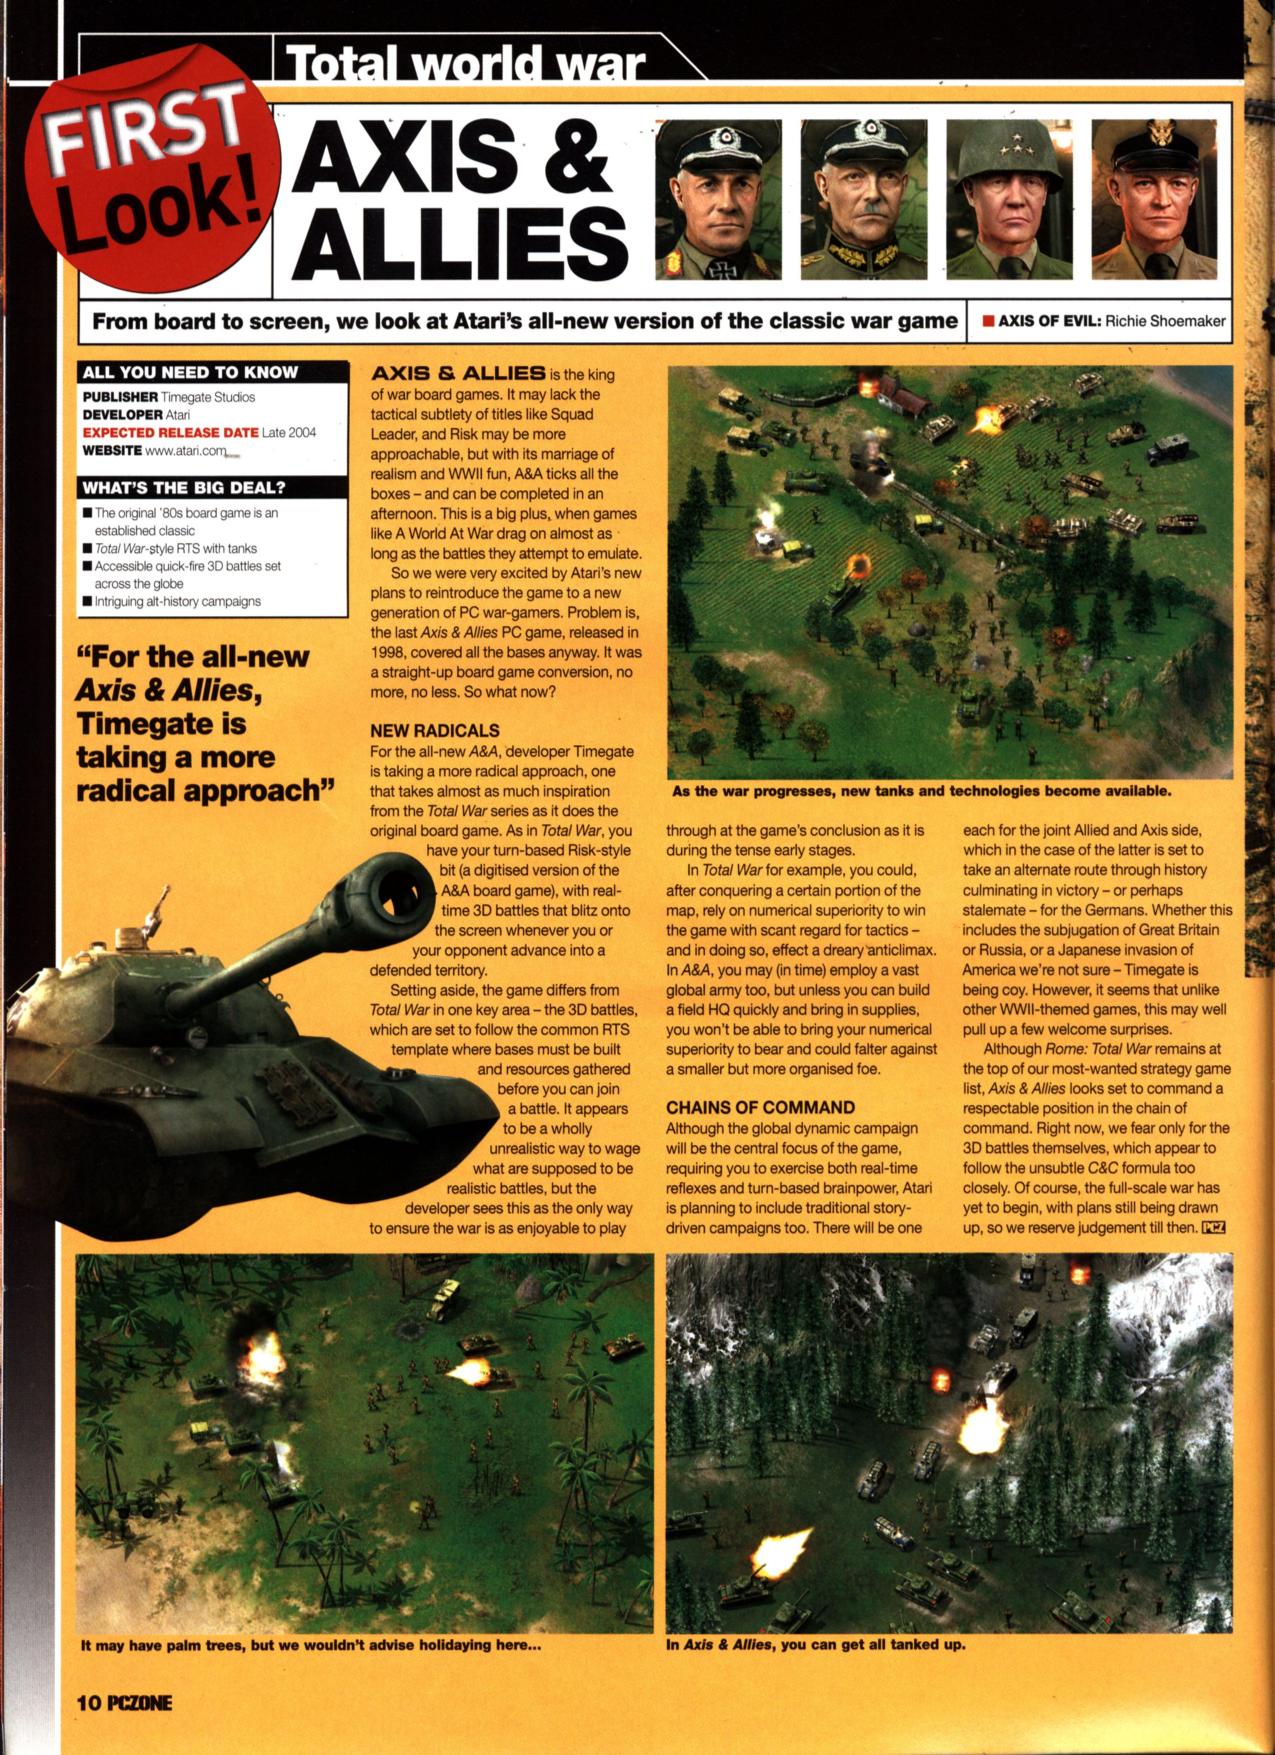 Total world war
FIRST
Look!
AXIS &
ALLIES
From board to screen, we look at Atari's all-new version of the classic war game
■ AXIS OF EVIL: Richie Shoemaker
ALL YOU NEED TO KNOW
PUBLISHER Timegate Studios
DEVELOPER Atari
EXPECTED RELEASE DATE Late 2004
WEBSITE www.atari.com
WHAT'S THE BIG DEAL?
■ The original '80s board game is an
established classic
■ Total War-style RTS with tanks
■ Accessible quick-fire 3D battles set
across the globe
■ Intriguing alt-history campaigns
"For the all-new
Axis & Allies,
Timegate is
taking a more
radical approach"
AXIS & ALLIES is the king
of war board games. It may lack the
tactical subtlety of titles like Squad
Leader, and Risk may be more
approachable, but with its marriage of
realism and WWII fun, A&A ticks all the
boxes – and can be completed in an
afternoon. This is a big plus, when games
like A World At War drag on almost as
long as the battles they attempt to emulate.
So we were very excited by Atari's new
plans to reintroduce the game to a new
generation of PC war-gamers. Problem is,
the last Axis & Allies PC game, released in
1998, covered all the bases anyway. It was
a straight-up board game conversion, no
more, no less. So what now?
NEW RADICALS
For the all-new A&A, developer Timegate
is taking a more radical approach, one
that takes almost as much inspiration
from the Total War series as it does the
original board game. As in Total War, you
have your turn-based Risk-style
bit (a digitised version of the
A&A board game), with real-
time 3D battles that blitz onto
the screen whenever you or
your opponent advance into a
defended territory.
Setting aside, the game differs from
Total War in one key area – the 3D battles,
which are set to follow the common RTS
template where bases must be built
and resources gathered
before you can join
a battle. It appears
to be a wholly
unrealistic way to wage
what are supposed to be
realistic battles, but the
developer sees this as the only way
to ensure the war is as enjoyable to play
As the war progresses, new tanks and technologies become available.
through at the game's conclusion as it is
during the tense early stages.
In Total War for example, you could,
after conquering a certain portion of the
map, rely on numerical superiority to win
the game with scant regard for tactics –
and in doing so, effect a dreary anticlimax.
In A&A, you may (in time) employ a vast
global army too, but unless you can build
a field HQ quickly and bring in supplies,
you won't be able to bring your numerical
superiority to bear and could falter against
a smaller but more organised foe.
CHAINS OF COMMAND
Although the global dynamic campaign
will be the central focus of the game,
requiring you to exercise both real-time
reflexes and turn-based brainpower, Atari
is planning to include traditional story-
driven campaigns too. There will be one
each for the joint Allied and Axis side,
which in the case of the latter is set to
take an alternate route through history
culminating in victory – or perhaps
stalemate – for the Germans. Whether this
includes the subjugation of Great Britain
or Russia, or a Japanese invasion of
America we're not sure – Timegate is
being coy. However, it seems that unlike
other WWII-themed games, this may well
pull up a few welcome surprises.
Although Rome: Total War remains at
the top of our most-wanted strategy game
list, Axis & Allies looks set to command a
respectable position in the chain of
command. Right now, we fear only for the
3D battles themselves, which appear to
follow the unsubtle C&C formula too
closely. Of course, the full-scale war has
yet to begin, with plans still being drawn
up, so we reserve judgement till then. PCZ
It may have palm trees, but we wouldn't advise holidaying here...
In Axis & Allies, you can get all tanked up.
10 PCZONE